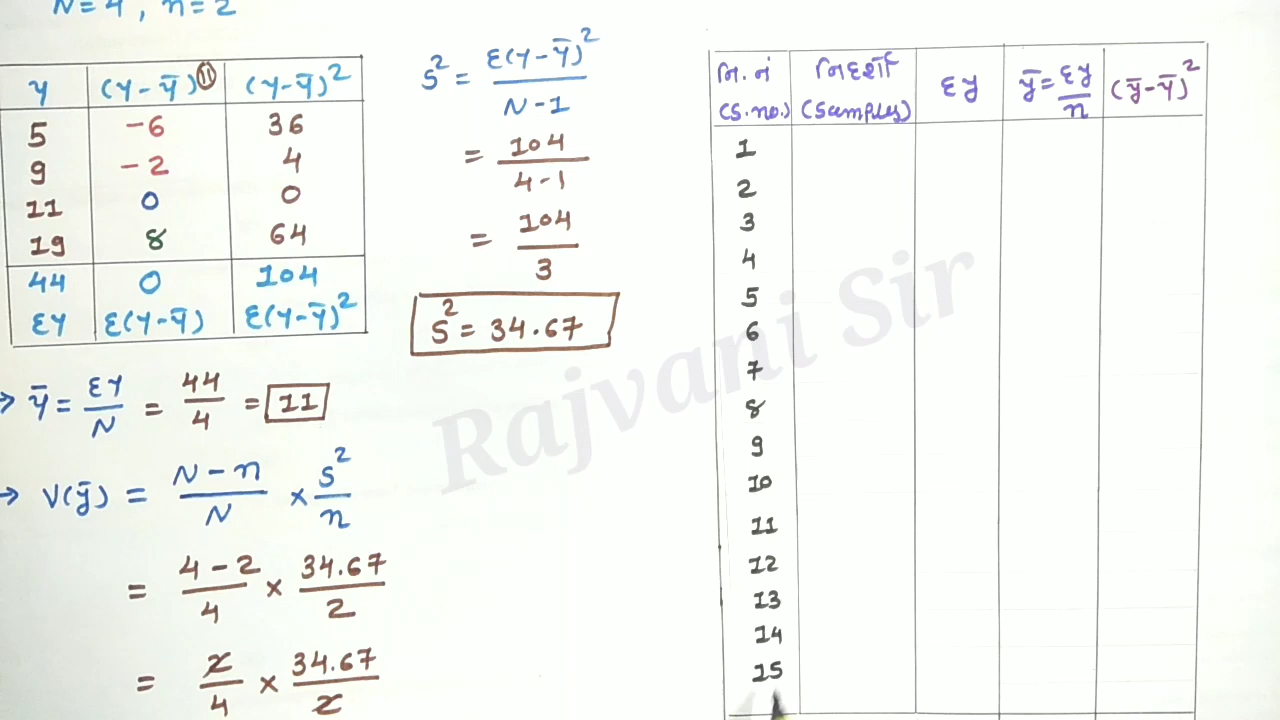 N = 4, n = 2
Y (Y-Ȳ) 11 (Y-Ȳ)²
5 -6 36
9 -2 4
11 0 0
19 8 64
44 0 104
ΣY Σ(Y-Ȳ) Σ(Y-Ȳ)²
→ Ȳ = ΣY/N = 44/4 = 11
→ V(ȳ) = N-n/N × S²/n
= 4-2/4 × 34.67/2
= 2/4 × 34.67/2
S² = Σ(Y-Ȳ)²/N-1
= 104/4-1
= 104/3
S² = 34.67
નિ.નં (S.no.) નિદર્શો (Samples) Σy ȳ = Σy/n (ȳ-Ȳ)²
1
2
3
4
5
6
7
8
9
10
11
12
13
14
15
Rajvani Sir